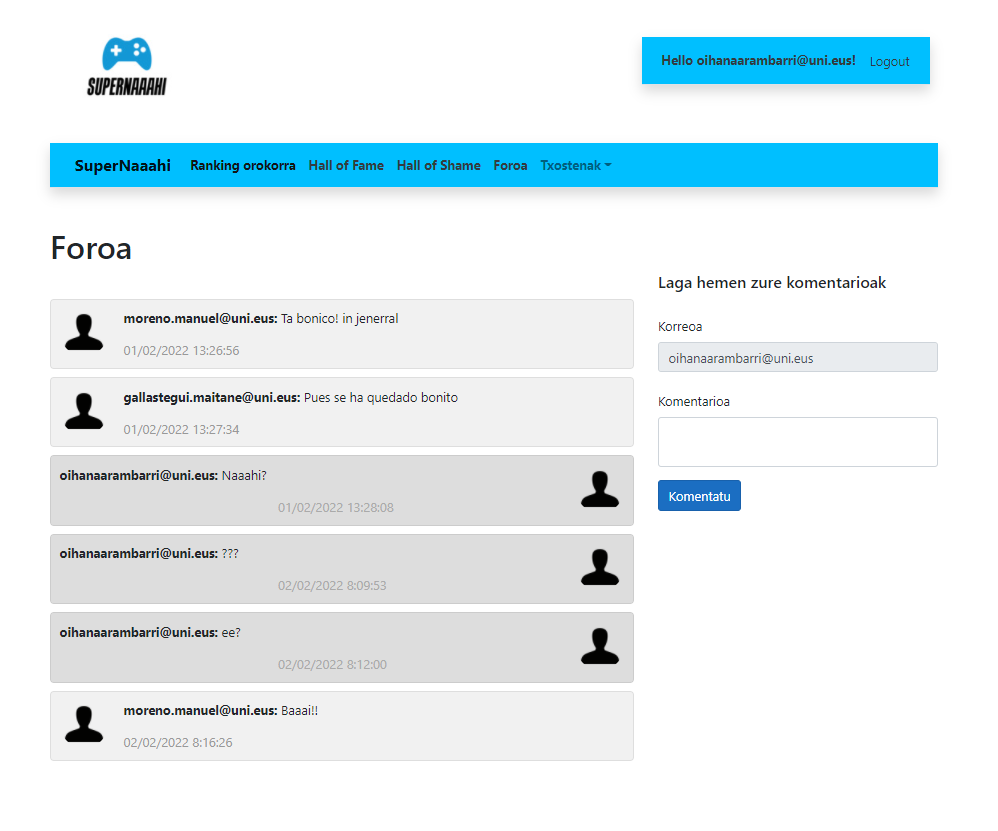 SUPERNAAAHI
Hello oihanaarambarri@uni.eus! Logout
SuperNaaahi Ranking orokorra Hall of Fame Hall of Shame Foroa Txostenak
Foroa
Laga hemen zure komentarioak
moreno.manuel@uni.eus: Ta bonico! in jenerral
01/02/2022 13:26:56
gallastegui.maitane@uni.eus: Pues se ha quedado bonito
01/02/2022 13:27:34
oihanaarambarri@uni.eus: Naaahi?
01/02/2022 13:28:08
oihanaarambarri@uni.eus: ???
02/02/2022 8:09:53
oihanaarambarri@uni.eus: ee?
02/02/2022 8:12:00
moreno.manuel@uni.eus: Baaai!!
02/02/2022 8:16:26
Korreoa
oihanaarambarri@uni.eus
Komentarioa
Komentatu